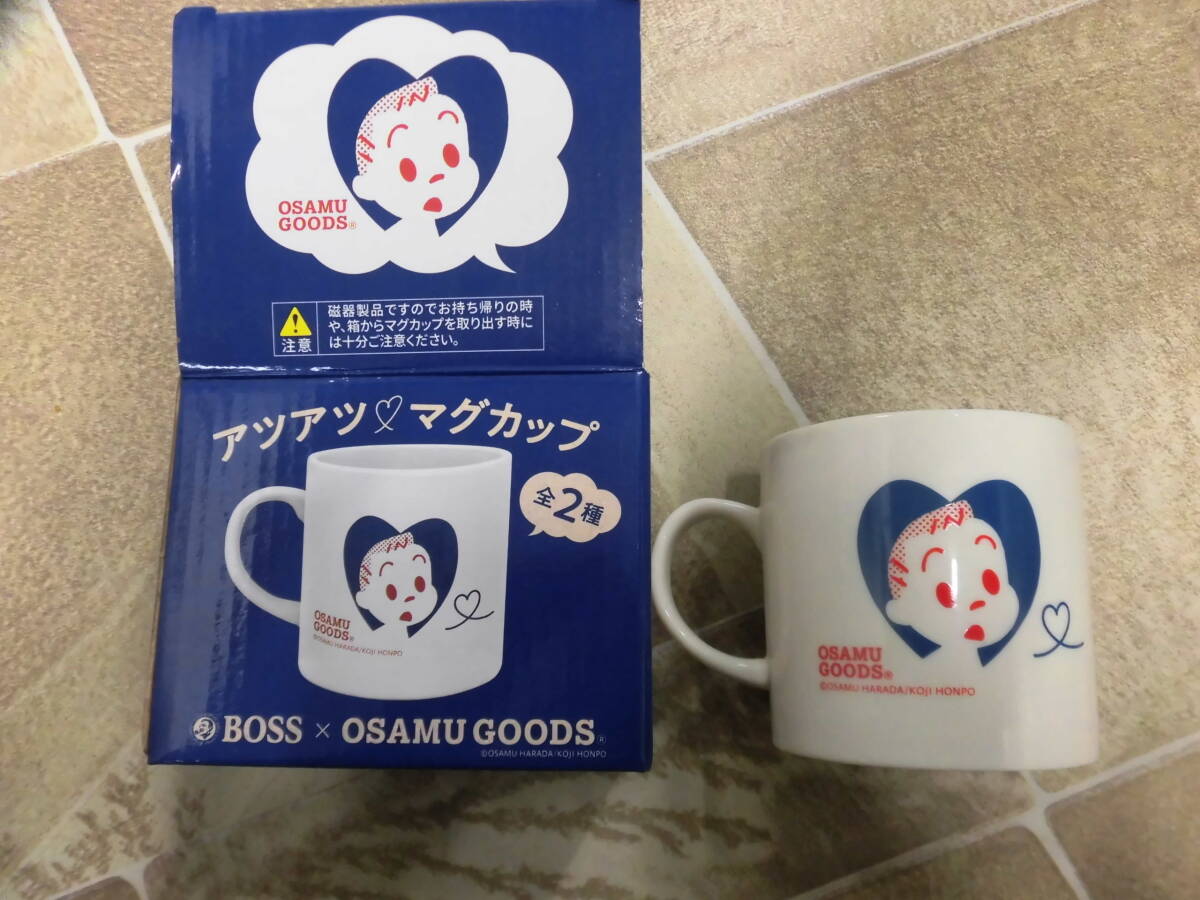 OSAMU
GOODS®
注意
磁器製品ですのでお持ち帰りの時
や、箱からマグカップを取り出す時に
は十分ご注意ください。
アツアツ♡マグカップ
全2種
OSAMU
GOODS®
©OSAMU HARADA/KOJI HONPO
BOSS × OSAMU GOODS®
©OSAMU HARADA/KOJI HONPO
OSAMU
GOODS®
©OSAMU HARADA/KOJI HONPO